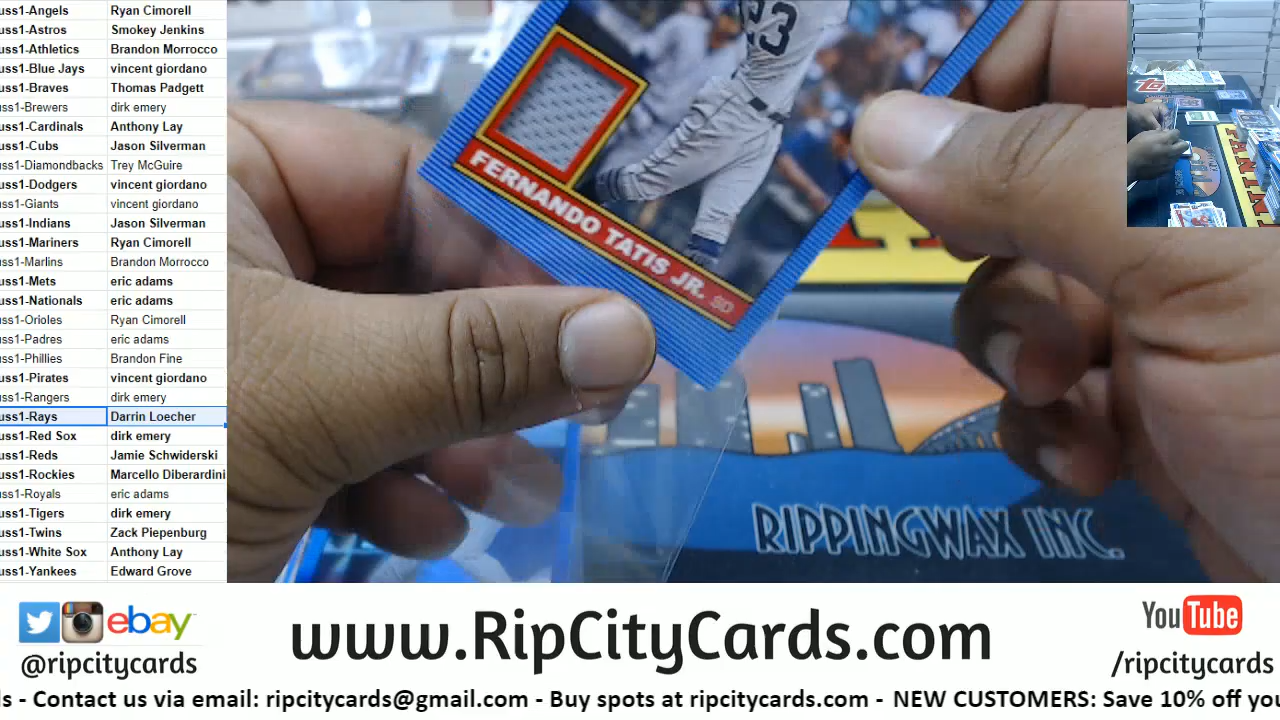 uss1-Angels Ryan Cimorell
uss1-Astros Smokey Jenkins
uss1-Athletics Brandon Morrocco
uss1-Blue Jays vincent giordano
uss1-Braves Thomas Padgett
uss1-Brewers dirk emery
uss1-Cardinals Anthony Lay
uss1-Cubs Jason Silverman
uss1-Diamondbacks Trey McGuire
uss1-Dodgers vincent giordano
uss1-Giants vincent giordano
uss1-Indians Jason Silverman
uss1-Mariners Ryan Cimorell
uss1-Marlins Brandon Morrocco
uss1-Mets eric adams
uss1-Nationals eric adams
uss1-Orioles Ryan Cimorell
uss1-Padres eric adams
uss1-Phillies Brandon Fine
uss1-Pirates vincent giordano
uss1-Rangers dirk emery
uss1-Rays Darrin Loecher
uss1-Red Sox dirk emery
uss1-Reds Jamie Schwiderski
uss1-Rockies Marcello Diberardini
uss1-Royals eric adams
uss1-Tigers dirk emery
uss1-Twins Zack Piepenburg
uss1-White Sox Anthony Lay
uss1-Yankees Edward Grove
23
FERNANDO TATIS JR. SD
RIPPINGWAX INC.
PANINI
ebay
@ripcitycards
www.RipCityCards.com
YouTube
/ripcitycards
ls - Contact us via email: ripcitycards@gmail.com - Buy spots at ripcitycards.com - NEW CUSTOMERS: Save 10% off you